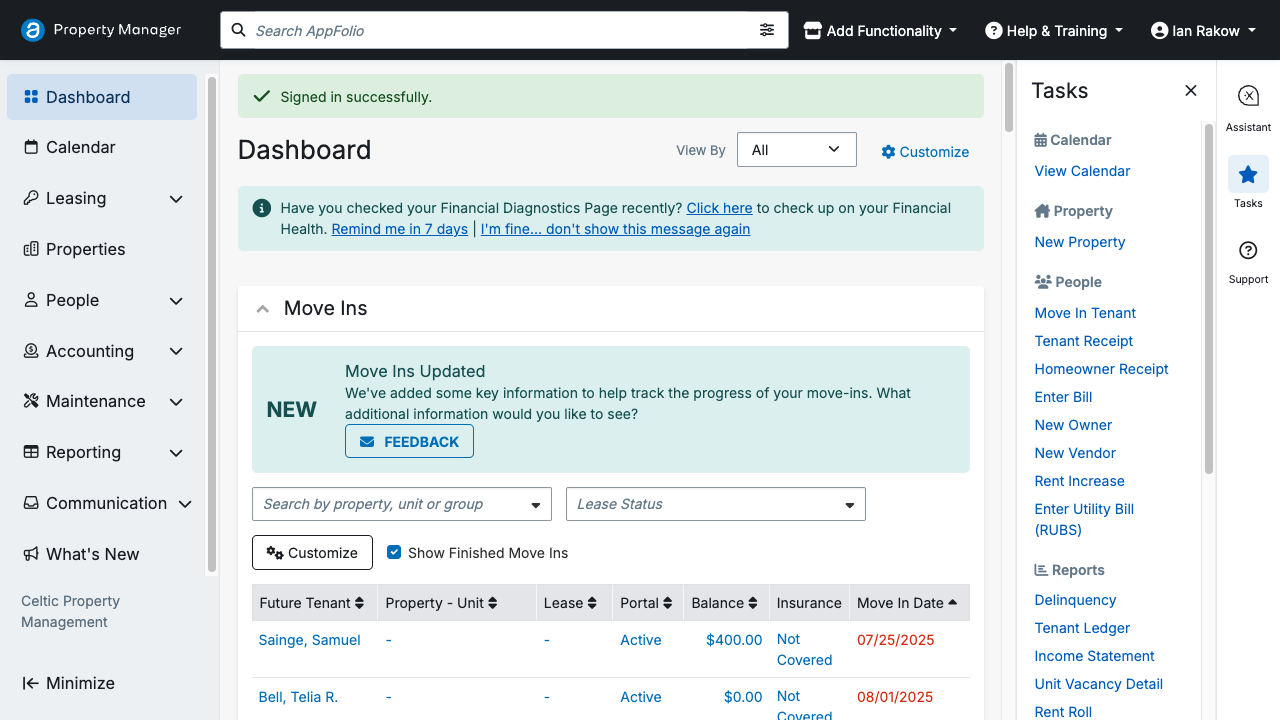 Property Manager
Search AppFolio
Add Functionality
Help & Training
Ian Rakow
Dashboard
Calendar
Leasing
Properties
People
Accounting
Maintenance
Reporting
Communication
What's New
Celtic Property
Management
Minimize
Signed in successfully.
Dashboard
View By
All
Customize
Have you checked your Financial Diagnostics Page recently? Click here to check up on your Financial
Health. Remind me in 7 days | I'm fine... don't show this message again
Move Ins
NEW
Move Ins Updated
We've added some key information to help track the progress of your move-ins. What
additional information would you like to see?
FEEDBACK
Search by property, unit or group
Lease Status
Customize
Show Finished Move Ins
Future Tenant Property - Unit Lease Portal Balance Insurance Move In Date
Sainge, Samuel - - Active $400.00 Not Covered 07/25/2025
Bell, Telia R. - - Active $0.00 Not Covered 08/01/2025
Tasks
Calendar
View Calendar
Property
New Property
People
Move In Tenant
Tenant Receipt
Homeowner Receipt
Enter Bill
New Owner
New Vendor
Rent Increase
Enter Utility Bill
(RUBS)
Reports
Delinquency
Tenant Ledger
Income Statement
Unit Vacancy Detail
Rent Roll
Assistant
Tasks
Support